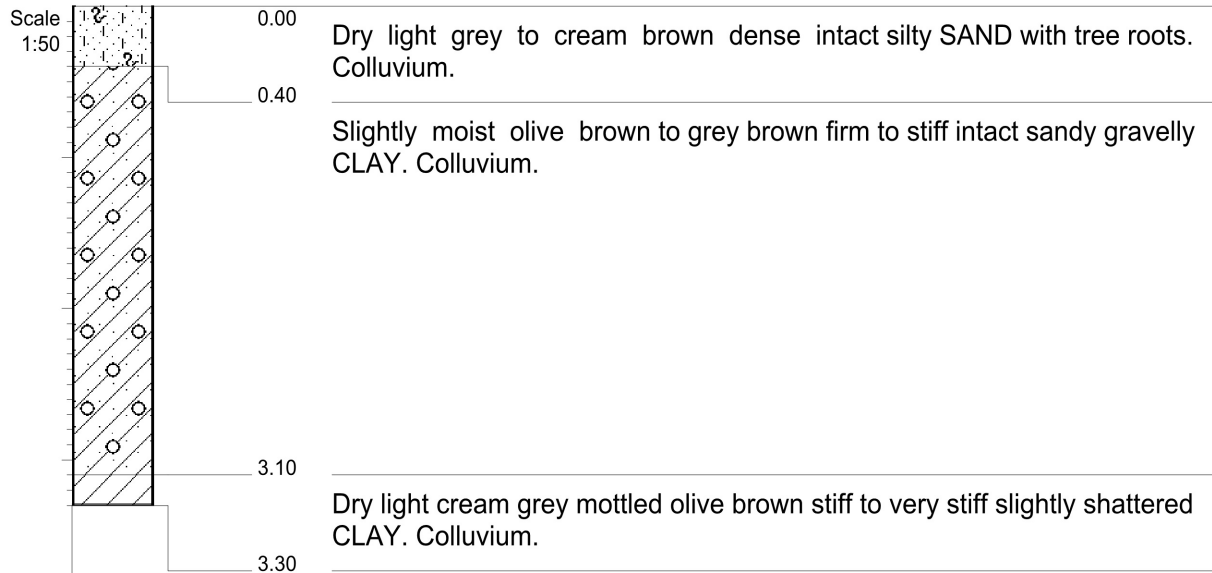 Scale
1:50
0.00
Dry light grey to cream brown dense intact silty SAND with tree roots.
Colluvium.
0.40
Slightly moist olive brown to grey brown firm to stiff intact sandy gravelly
CLAY. Colluvium.
3.10
Dry light cream grey mottled olive brown stiff to very stiff slightly shattered
CLAY. Colluvium.
3.30